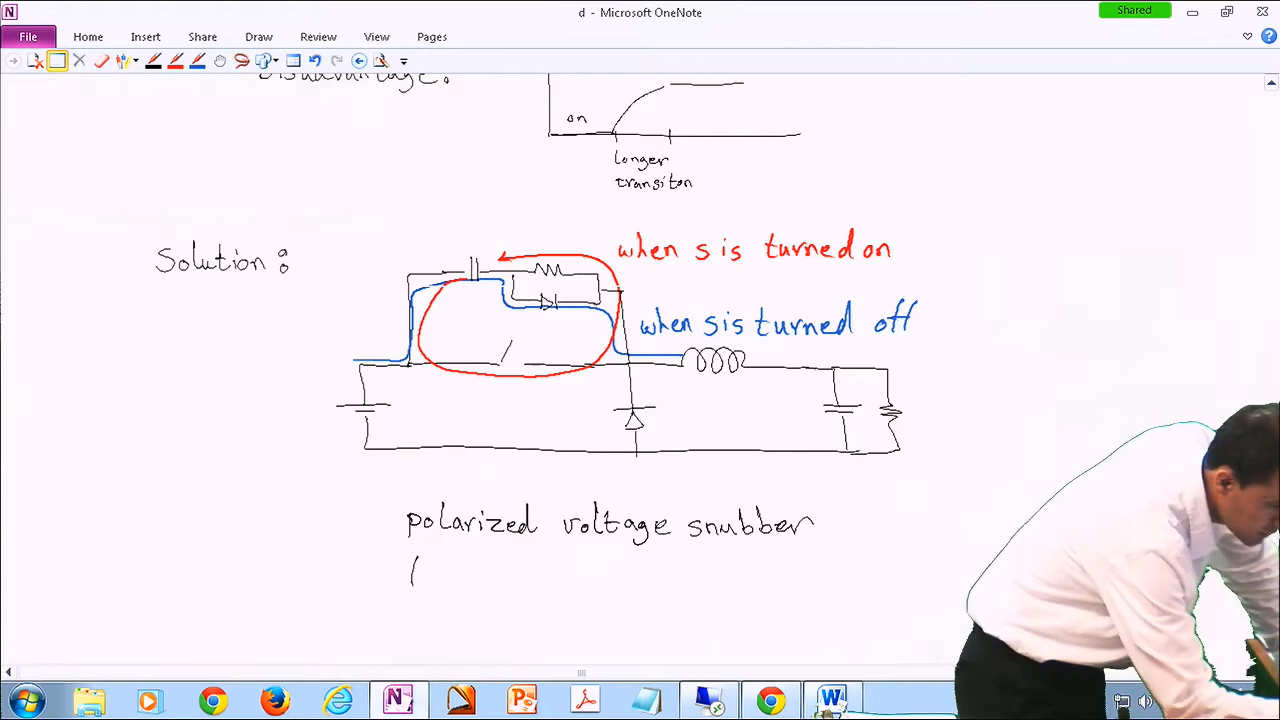 d - Microsoft OneNote
Shared
File Home Insert Share Draw Review View Pages
on
longer
transiton
Solution :
when s is turned on
when s is turned off
polarized voltage snubber
(